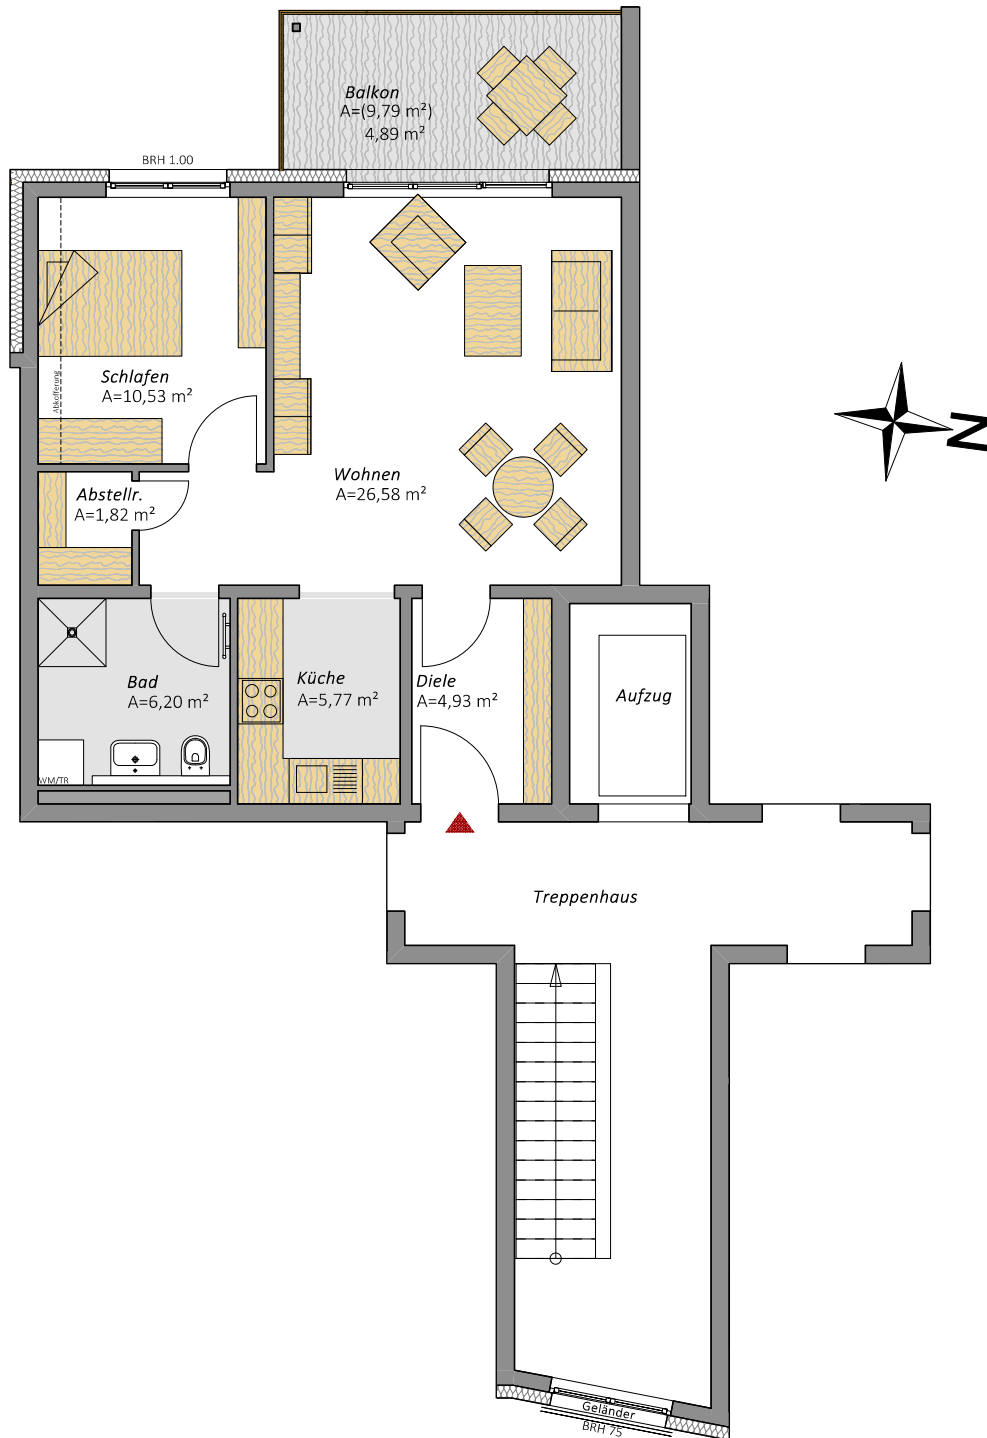 Balkon
A=(9,79 m²)
4,89 m²
BRH 1.00
Schlafen
A=10,53 m²
Abkofferung
Wohnen
A=26,58 m²
Abstellr.
A=1,82 m²
N
Bad
A=6,20 m²
WM/TR
Küche
A=5,77 m²
Diele
A=4,93 m²
Aufzug
Treppenhaus
Geländer
BRH 75